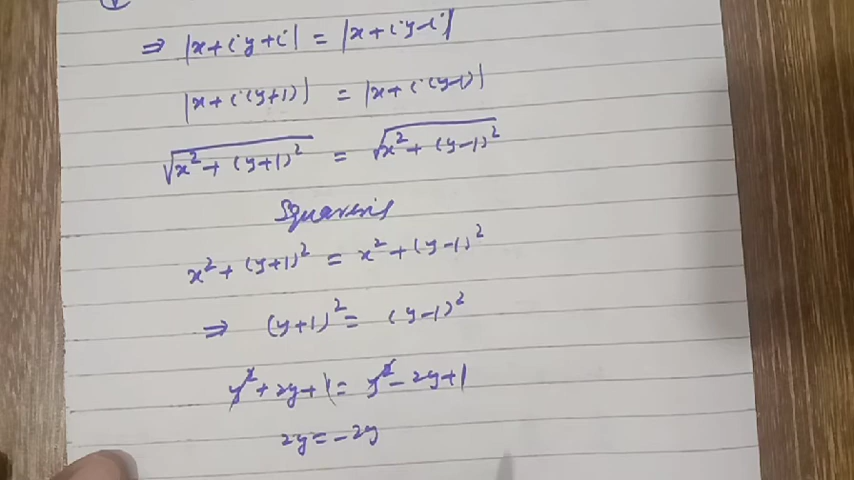 ⇒ |x+iy+i| = |x+iy-i|
|x+i(y+1)| = |x+i(y-1)|
√x²+(y+1)² = √x²+(y-1)²
x²+(y+1)² = x²+(y-1)²
⇒ (y+1)² = (y-1)²
y²+2y+1 = y²-2y+1
2y = -2y